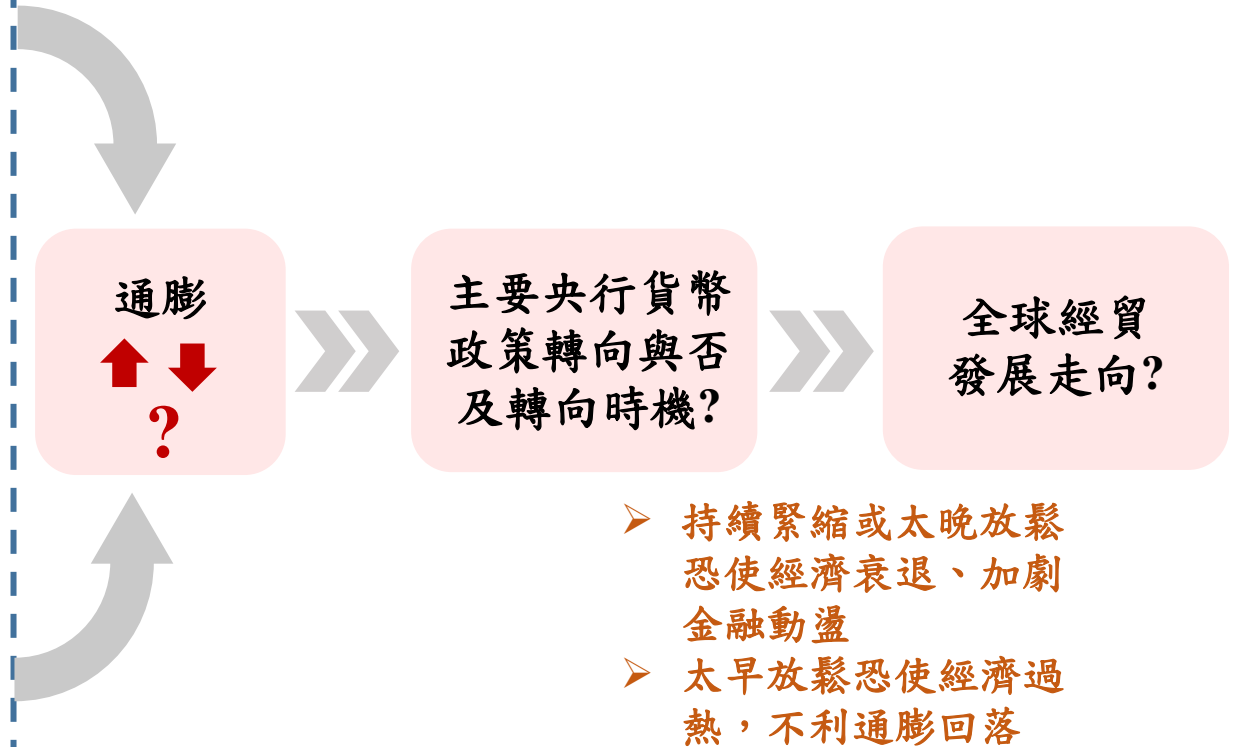 通膨
?
主要央行貨幣
政策轉向與否
及轉向時機?
全球經貿
發展走向?
➢ 持續緊縮或太晚放鬆
恐使經濟衰退、加劇
金融動盪
➢ 太早放鬆恐使經濟過
熱，不利通膨回落